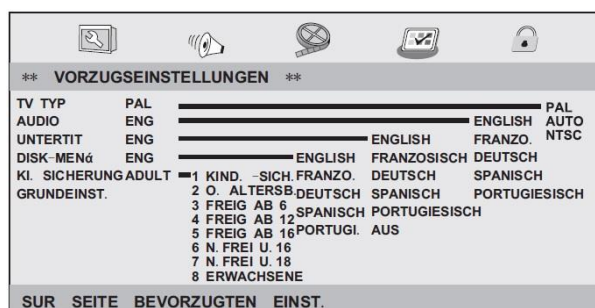 ** VORZUGSEINSTELLUNGEN **
TV TYP PAL PAL
AUDIO ENG ENGLISH AUTO
UNTERTIT ENG ENGLISH FRANZO. NTSC
DISK-MENá ENG ENGLISH FRANZOSISCH DEUTSCH
KI. SICHERUNG ADULT 1 KIND. -SICH. FRANZO. DEUTSCH SPANISCH
GRUNDEINST. 2 O. ALTERSB. DEUTSCH SPANISCH PORTUGIESISCH
3 FREIG AB 6 SPANISCH PORTUGIESISCH
4 FREIG AB 12
5 FREIG AB 16 PORTUGI. AUS
6 N. FREI U. 16
7 N. FREI U. 18
8 ERWACHSENE
SUR SEITE BEVORZUGTEN EINST.